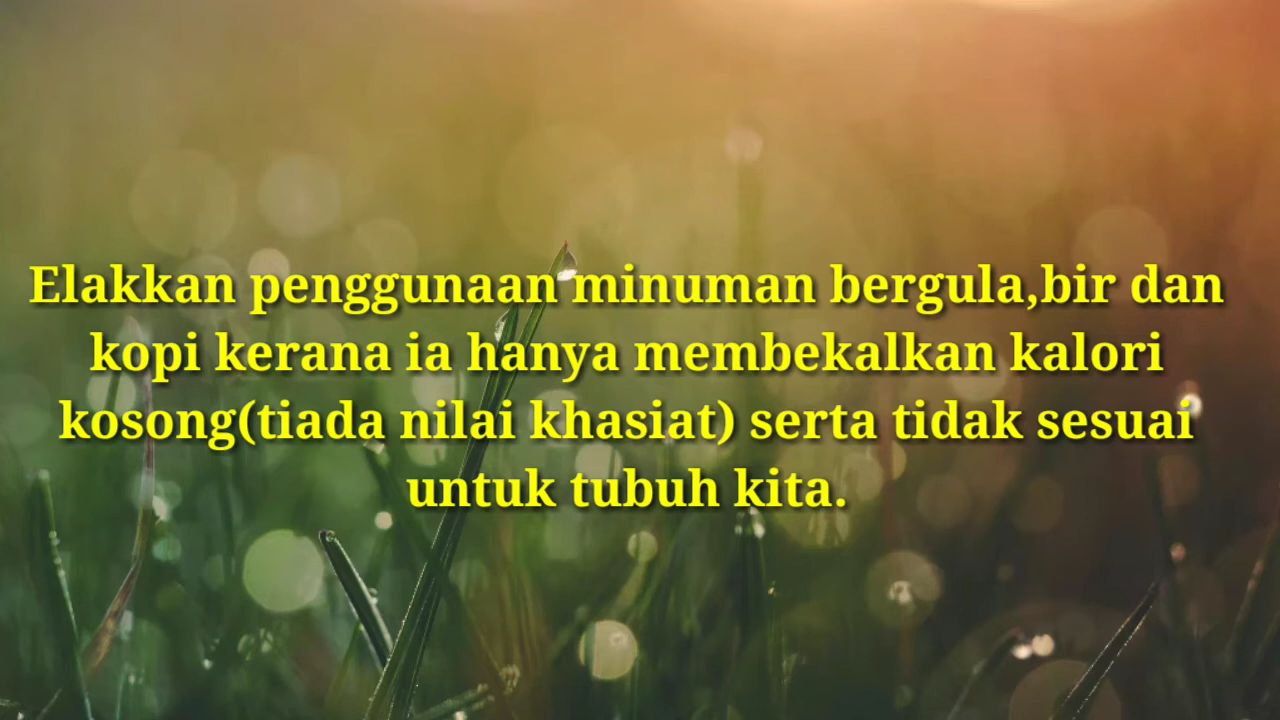 Elakkan penggunaan minuman bergula,bir dan
kopi kerana ia hanya membekalkan kalori
kosong(tiada nilai khasiat) serta tidak sesuai
untuk tubuh kita.